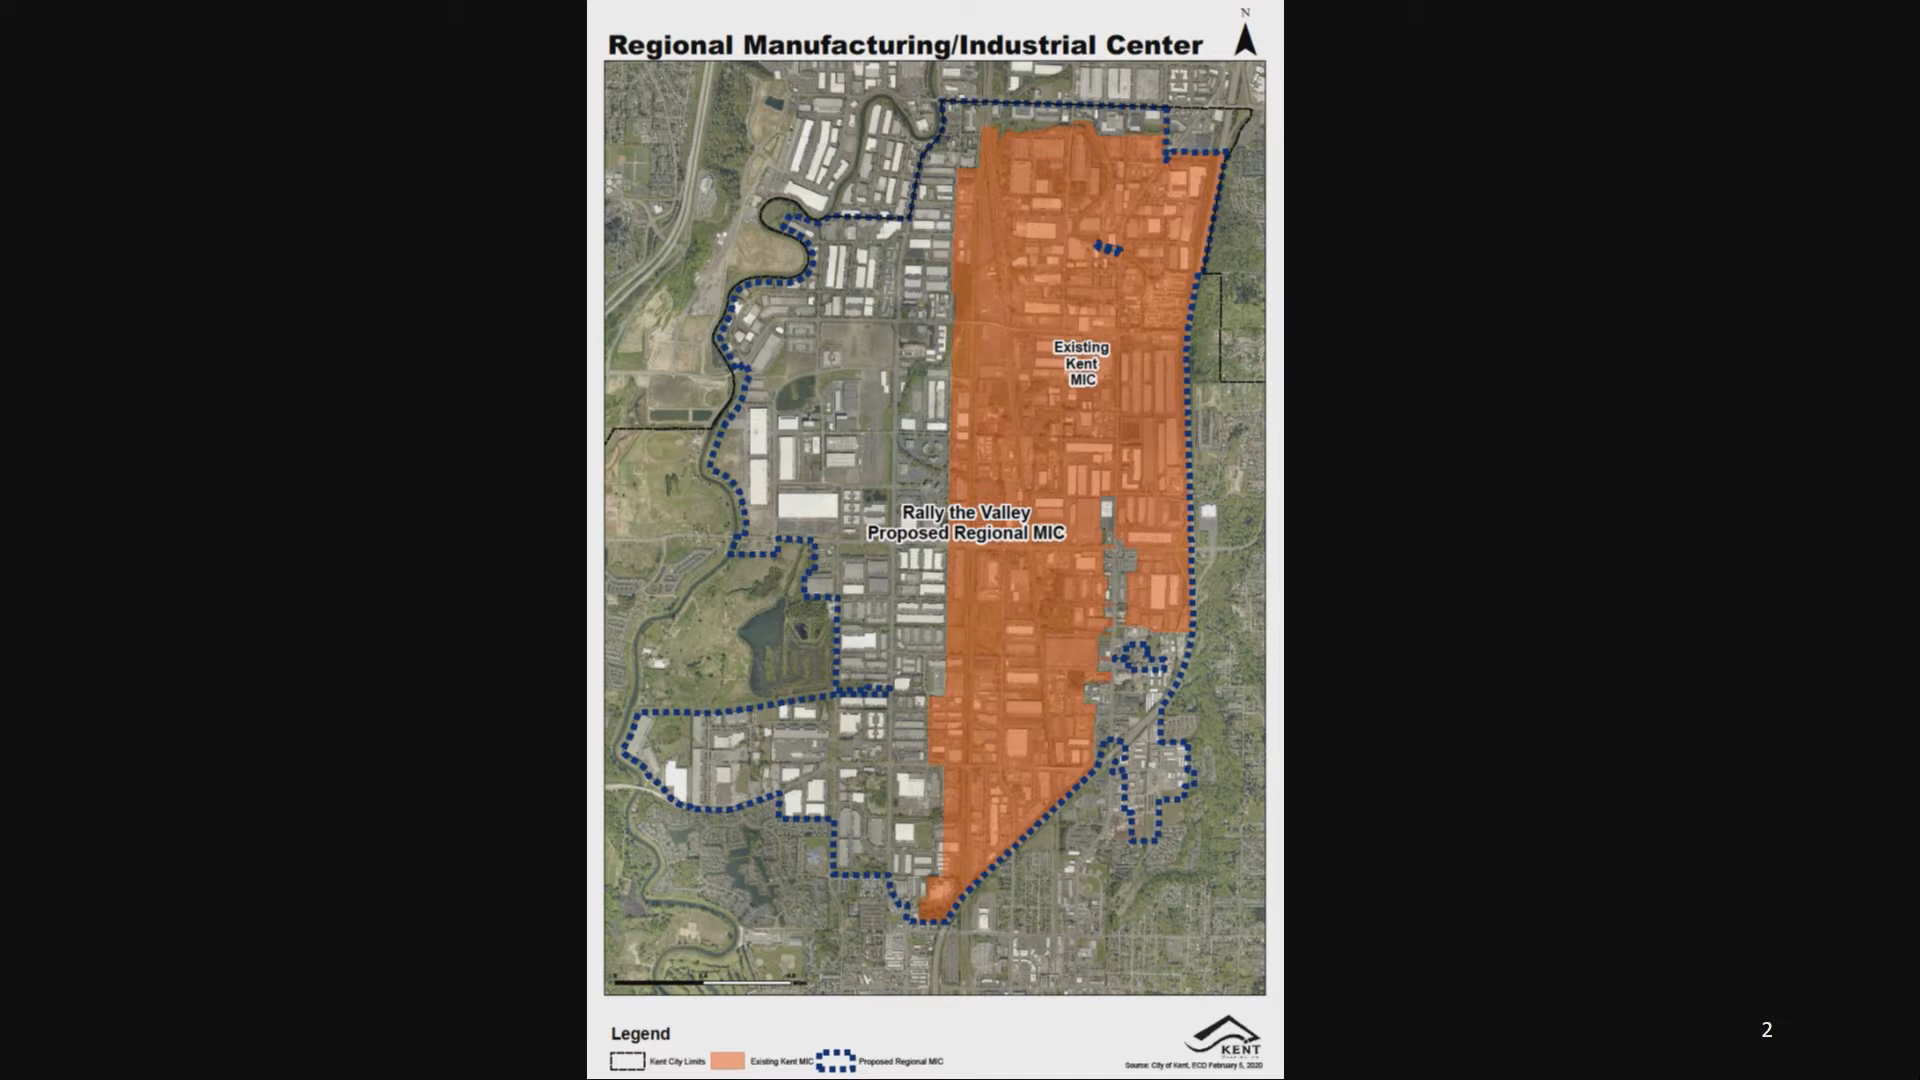 N
Regional Manufacturing/Industrial Center
Existing
Kent
MIC
Rally the Valley
Proposed Regional MIC
Legend
Kent City Limits
Existing Kent MIC
Proposed Regional MIC
KENT
Source: City of Kent, ECD February 5, 2020
2